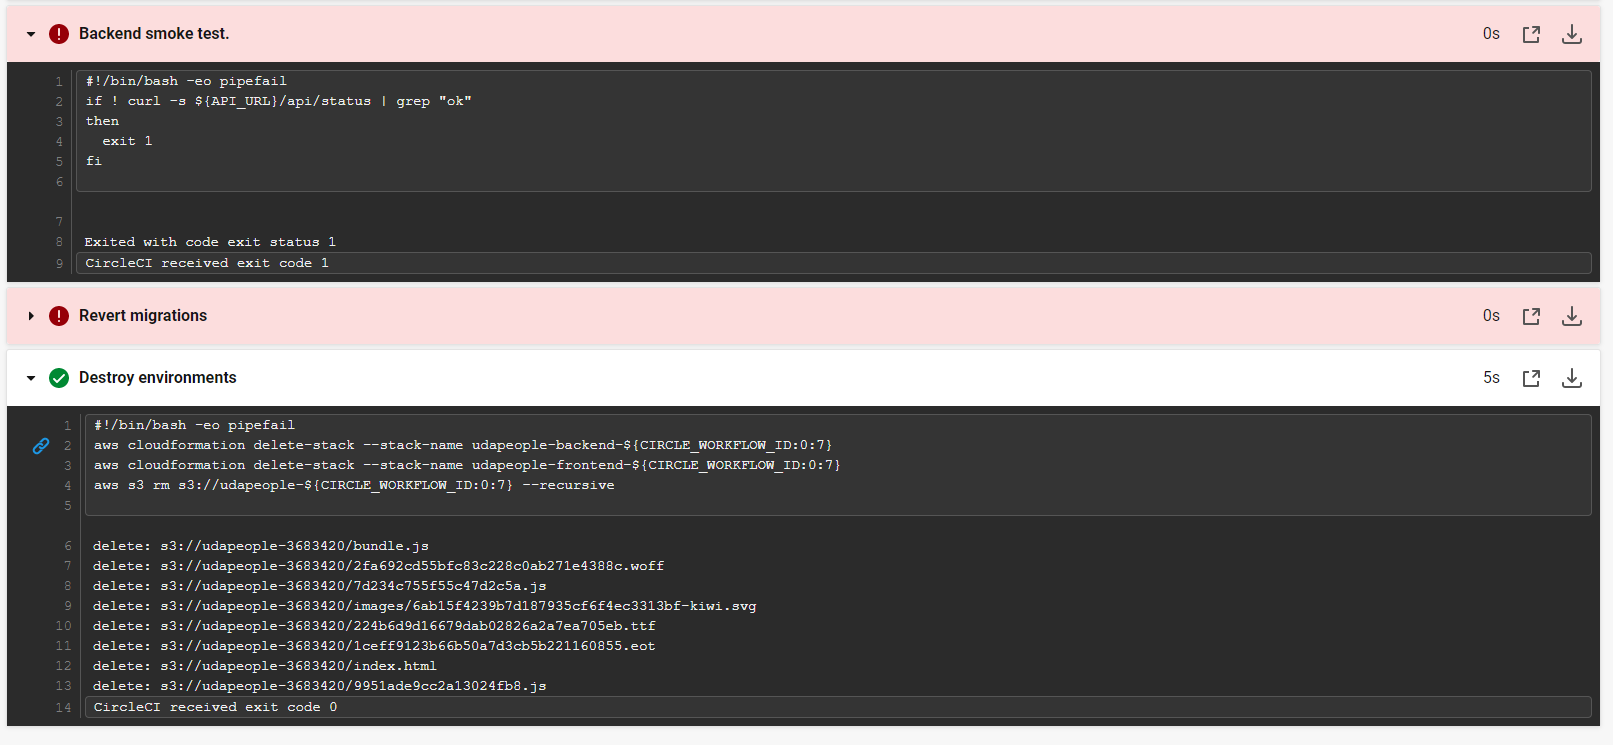 Backend smoke test.
0s
1 #!/bin/bash -eo pipefail
2 if ! curl -s ${API_URL}/api/status | grep "ok"
3 then
4   exit 1
5 fi
6
7
8 Exited with code exit status 1
9 CircleCI received exit code 1
Revert migrations
0s
Destroy environments
5s
1 #!/bin/bash -eo pipefail
2 aws cloudformation delete-stack --stack-name udapeople-backend-${CIRCLE_WORKFLOW_ID:0:7}
3 aws cloudformation delete-stack --stack-name udapeople-frontend-${CIRCLE_WORKFLOW_ID:0:7}
4 aws s3 rm s3://udapeople-${CIRCLE_WORKFLOW_ID:0:7} --recursive
5
6 delete: s3://udapeople-3683420/bundle.js
7 delete: s3://udapeople-3683420/2fa692cd55bfc83c228c0ab271e4388c.woff
8 delete: s3://udapeople-3683420/7d234c755f55c47d2c5a.js
9 delete: s3://udapeople-3683420/images/6ab15f4239b7d187935cf6f4ec3313bf-kiwi.svg
10 delete: s3://udapeople-3683420/224b6d9d16679dab02826a2a7ea705eb.ttf
11 delete: s3://udapeople-3683420/1ceff9123b66b50a7d3cb5b221160855.eot
12 delete: s3://udapeople-3683420/index.html
13 delete: s3://udapeople-3683420/9951ade9cc2a13024fb8.js
14 CircleCI received exit code 0